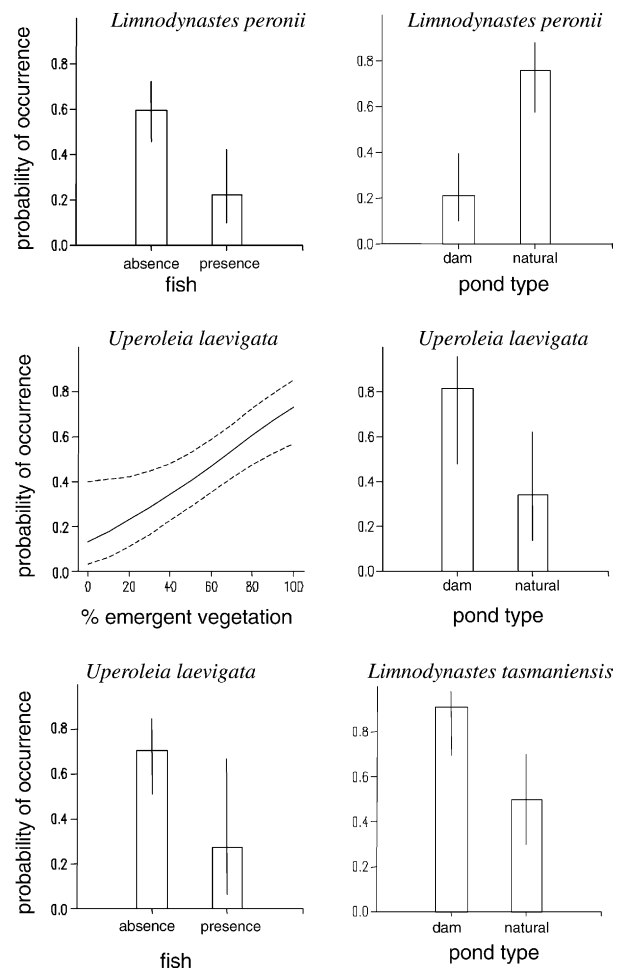 Limnodynastes peronii
probability of occurrence
0.8
0.6
0.4
0.2
0.0
absence presence
fish
Limnodynastes peronii
0.8
0.6
0.4
0.2
0.0
dam natural
pond type
Uperoleia laevigata
probability of occurrence
0.8
0.6
0.4
0.2
0.0
0 20 40 60 80 100
% emergent vegetation
Uperoleia laevigata
0.8
0.6
0.4
0.2
0.0
dam natural
pond type
Uperoleia laevigata
probability of occurrence
0.8
0.6
0.4
0.2
0.0
absence presence
fish
Limnodynastes tasmaniensis
0.8
0.6
0.4
0.2
0.0
dam natural
pond type